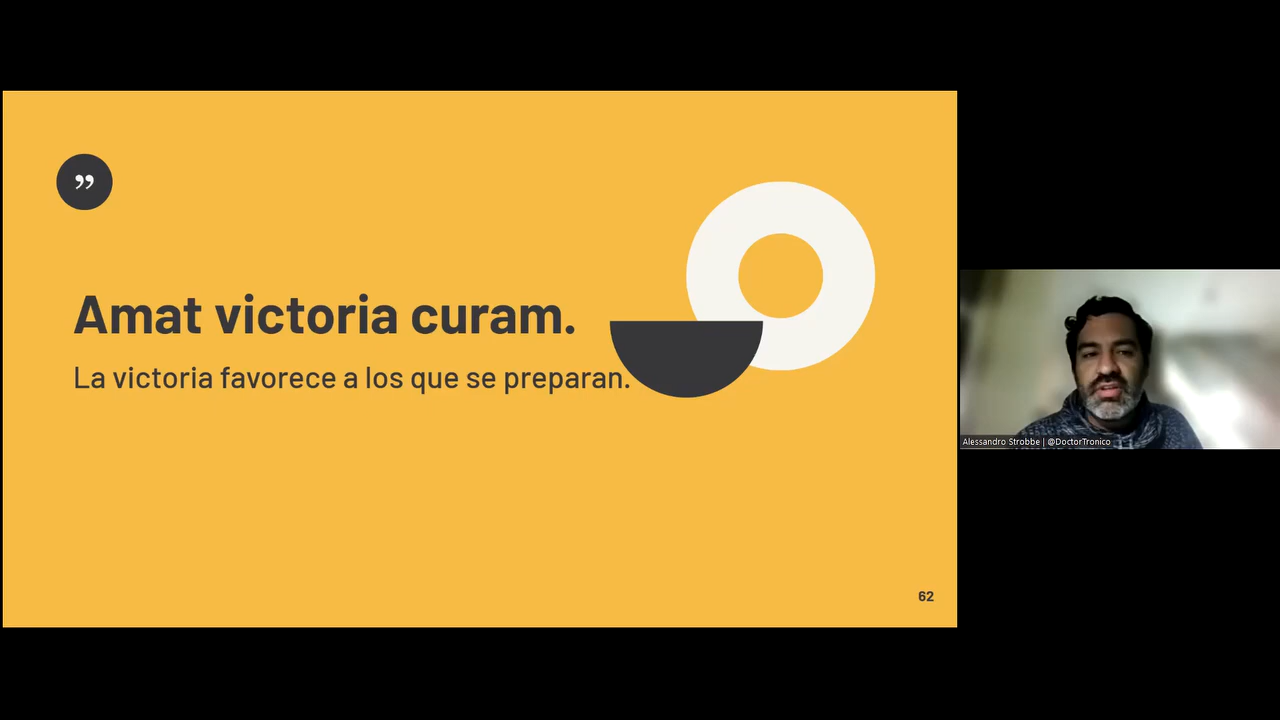 ”
Amat victoria curam.
La victoria favorece a los que se preparan.
62
Alessandro Strobbe | @DoctorTronico